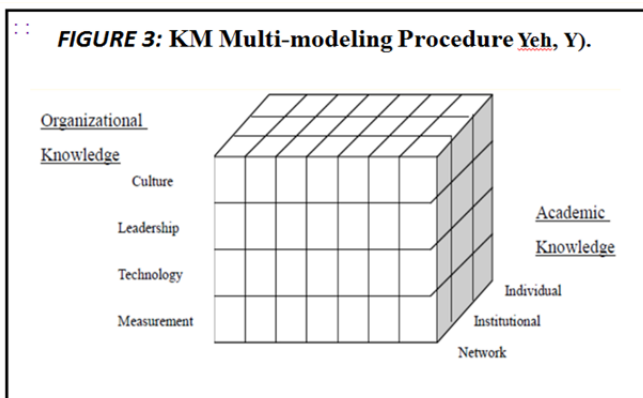 FIGURE 3: KM Multi-modeling Procedure Yeh, Y).
Organizational
Knowledge
Culture
Leadership
Technology
Measurement
Academic
Knowledge
Individual
Institutional
Network